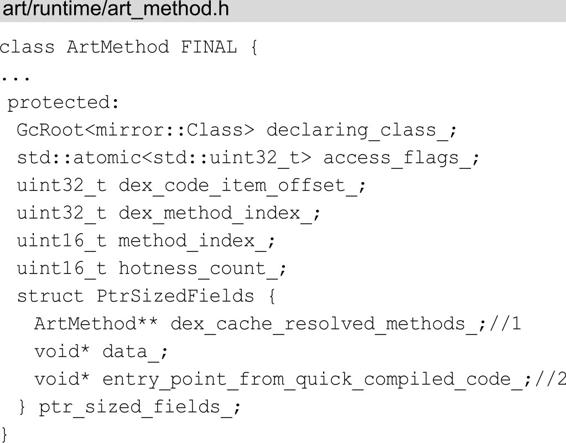 art/runtime/art_method.h
class ArtMethod FINAL {
...
protected:
GcRoot<mirror::Class> declaring_class_;
std::atomic<std::uint32_t> access_flags_;
uint32_t dex_code_item_offset_;
uint32_t dex_method_index_;
uint16_t method_index_;
uint16_t hotness_count_;
struct PtrSizedFields {
ArtMethod** dex_cache_resolved_methods_;//1
void* data_;
void* entry_point_from_quick_compiled_code_;//2
} ptr_sized_fields_;
}